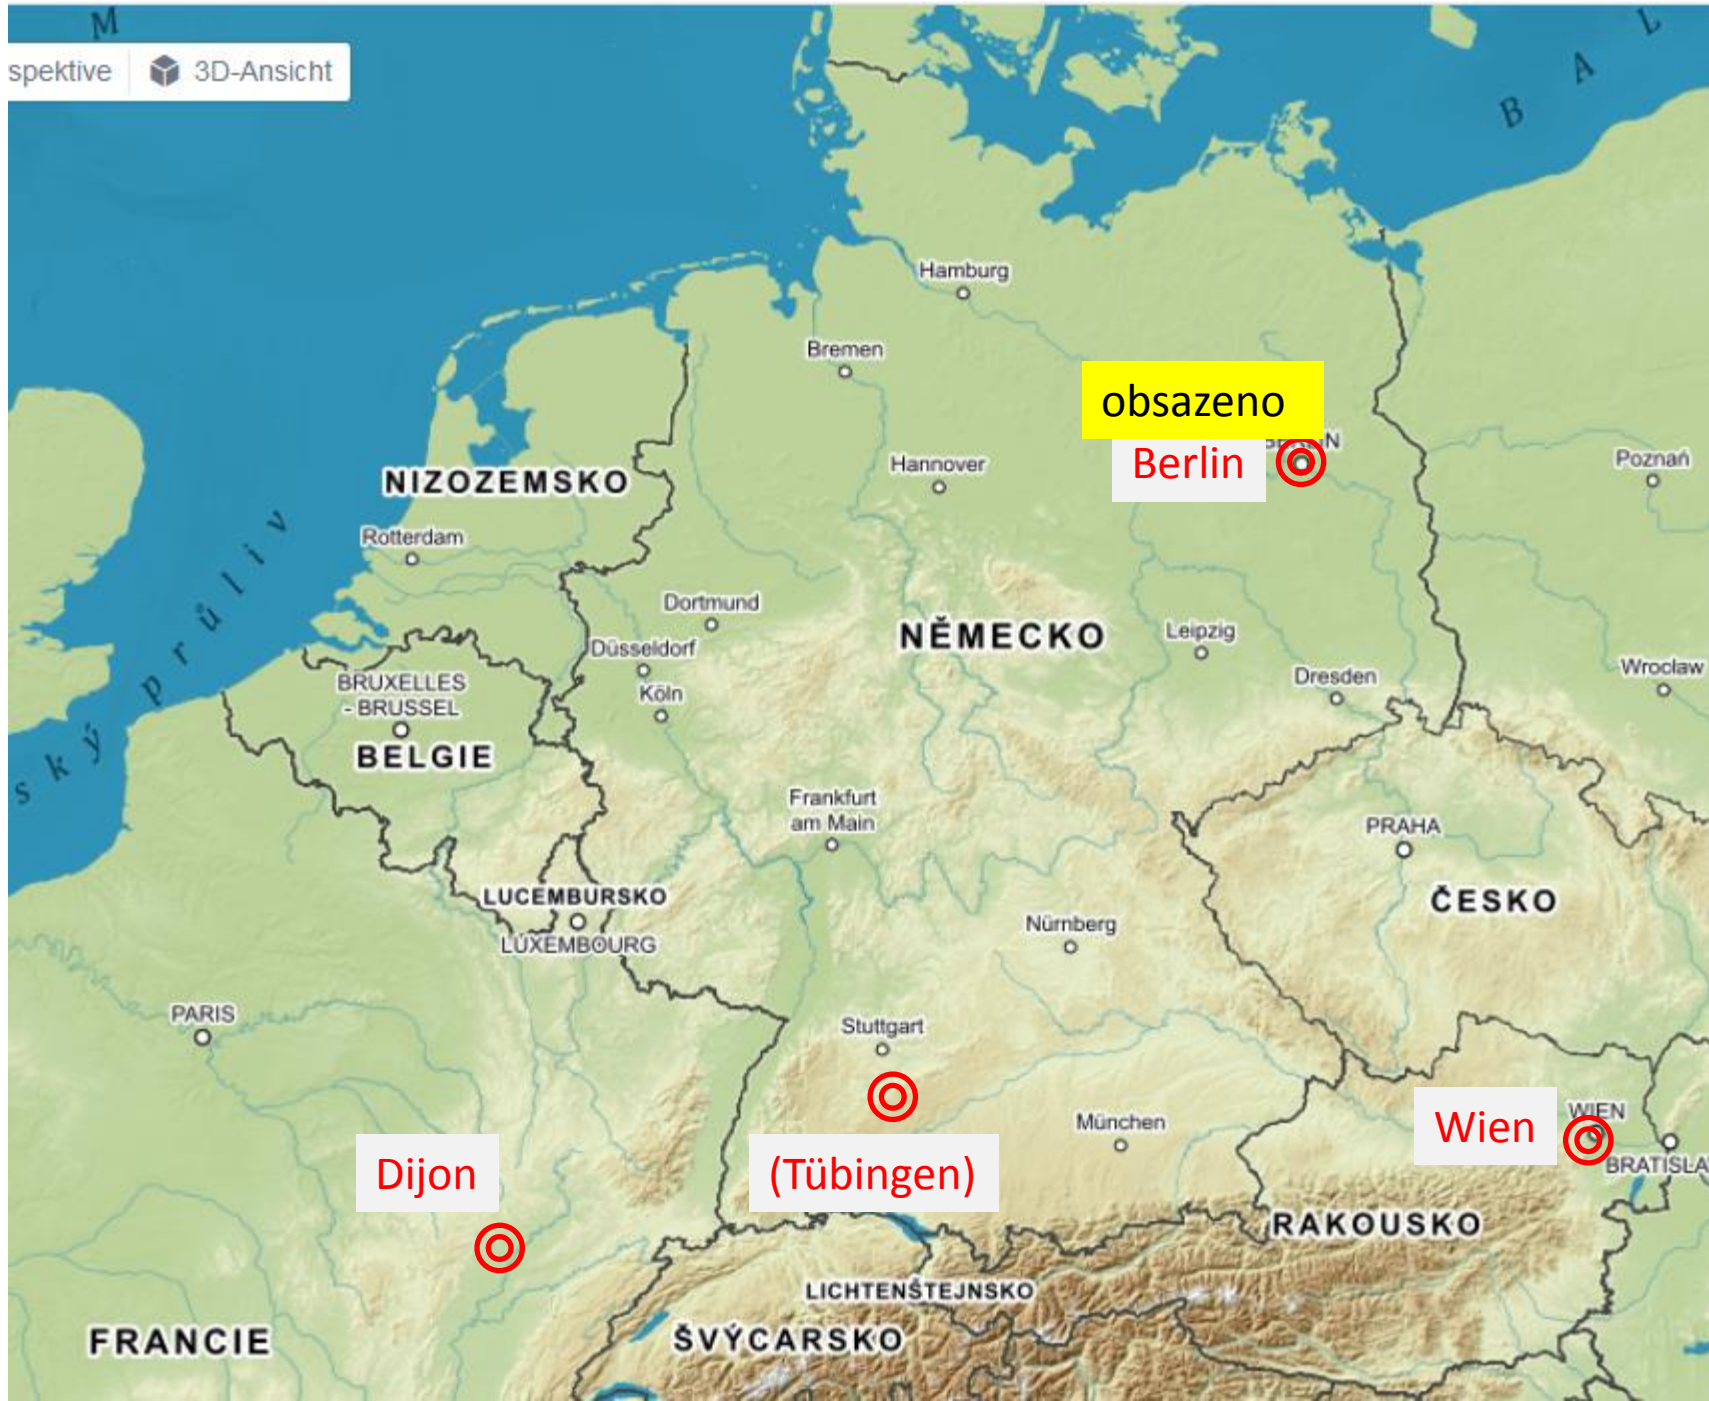 M
B A L
spektive
3D-Ansicht
Hamburg
Bremen
obsazeno
Berlin
Hannover
Poznań
NIZOZEMSKO
Rotterdam
Dortmund
NĚMECKO
Leipzig
Düsseldorf
Dresden
Wrocław
Köln
BRUXELLES
- BRUSSEL
BELGIE
ský průliv
Frankfurt
am Main
PRAHA
ČESKO
LUCEMBURSKO
LUXEMBOURG
Nürnberg
PARIS
Stuttgart
München
Wien
WIEN
BRATISLA
Dijon
(Tübingen)
RAKOUSKO
LICHTENŠTEJNSKO
FRANCIE
ŠVÝCARSKO